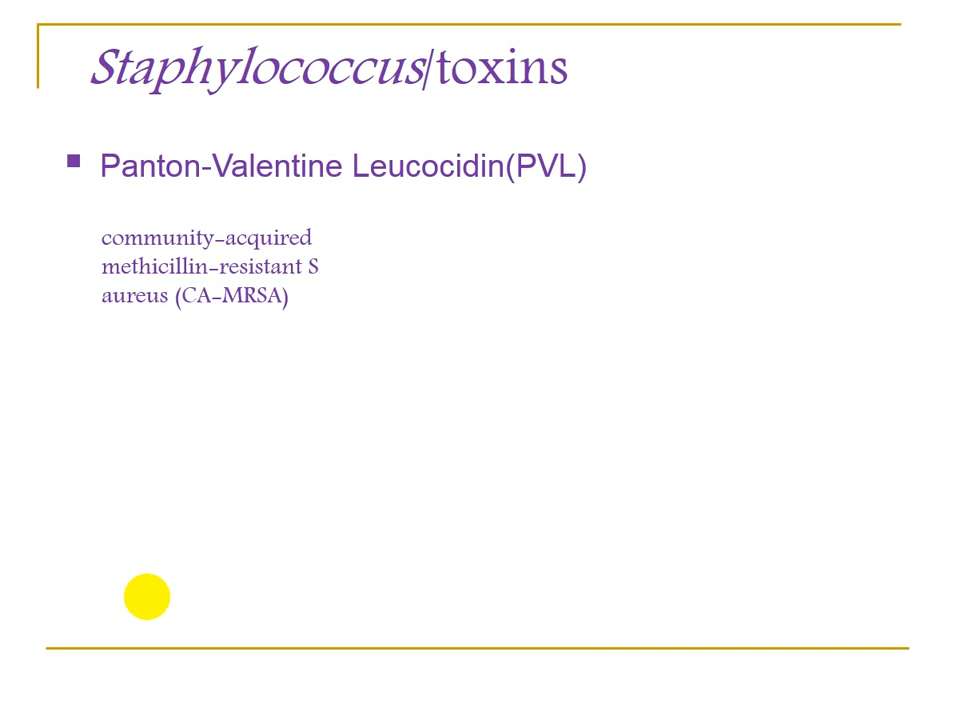 Staphylococcus/toxins
Panton-Valentine Leucocidin(PVL)
community-acquired
methicillin-resistant S
aureus (CA-MRSA)